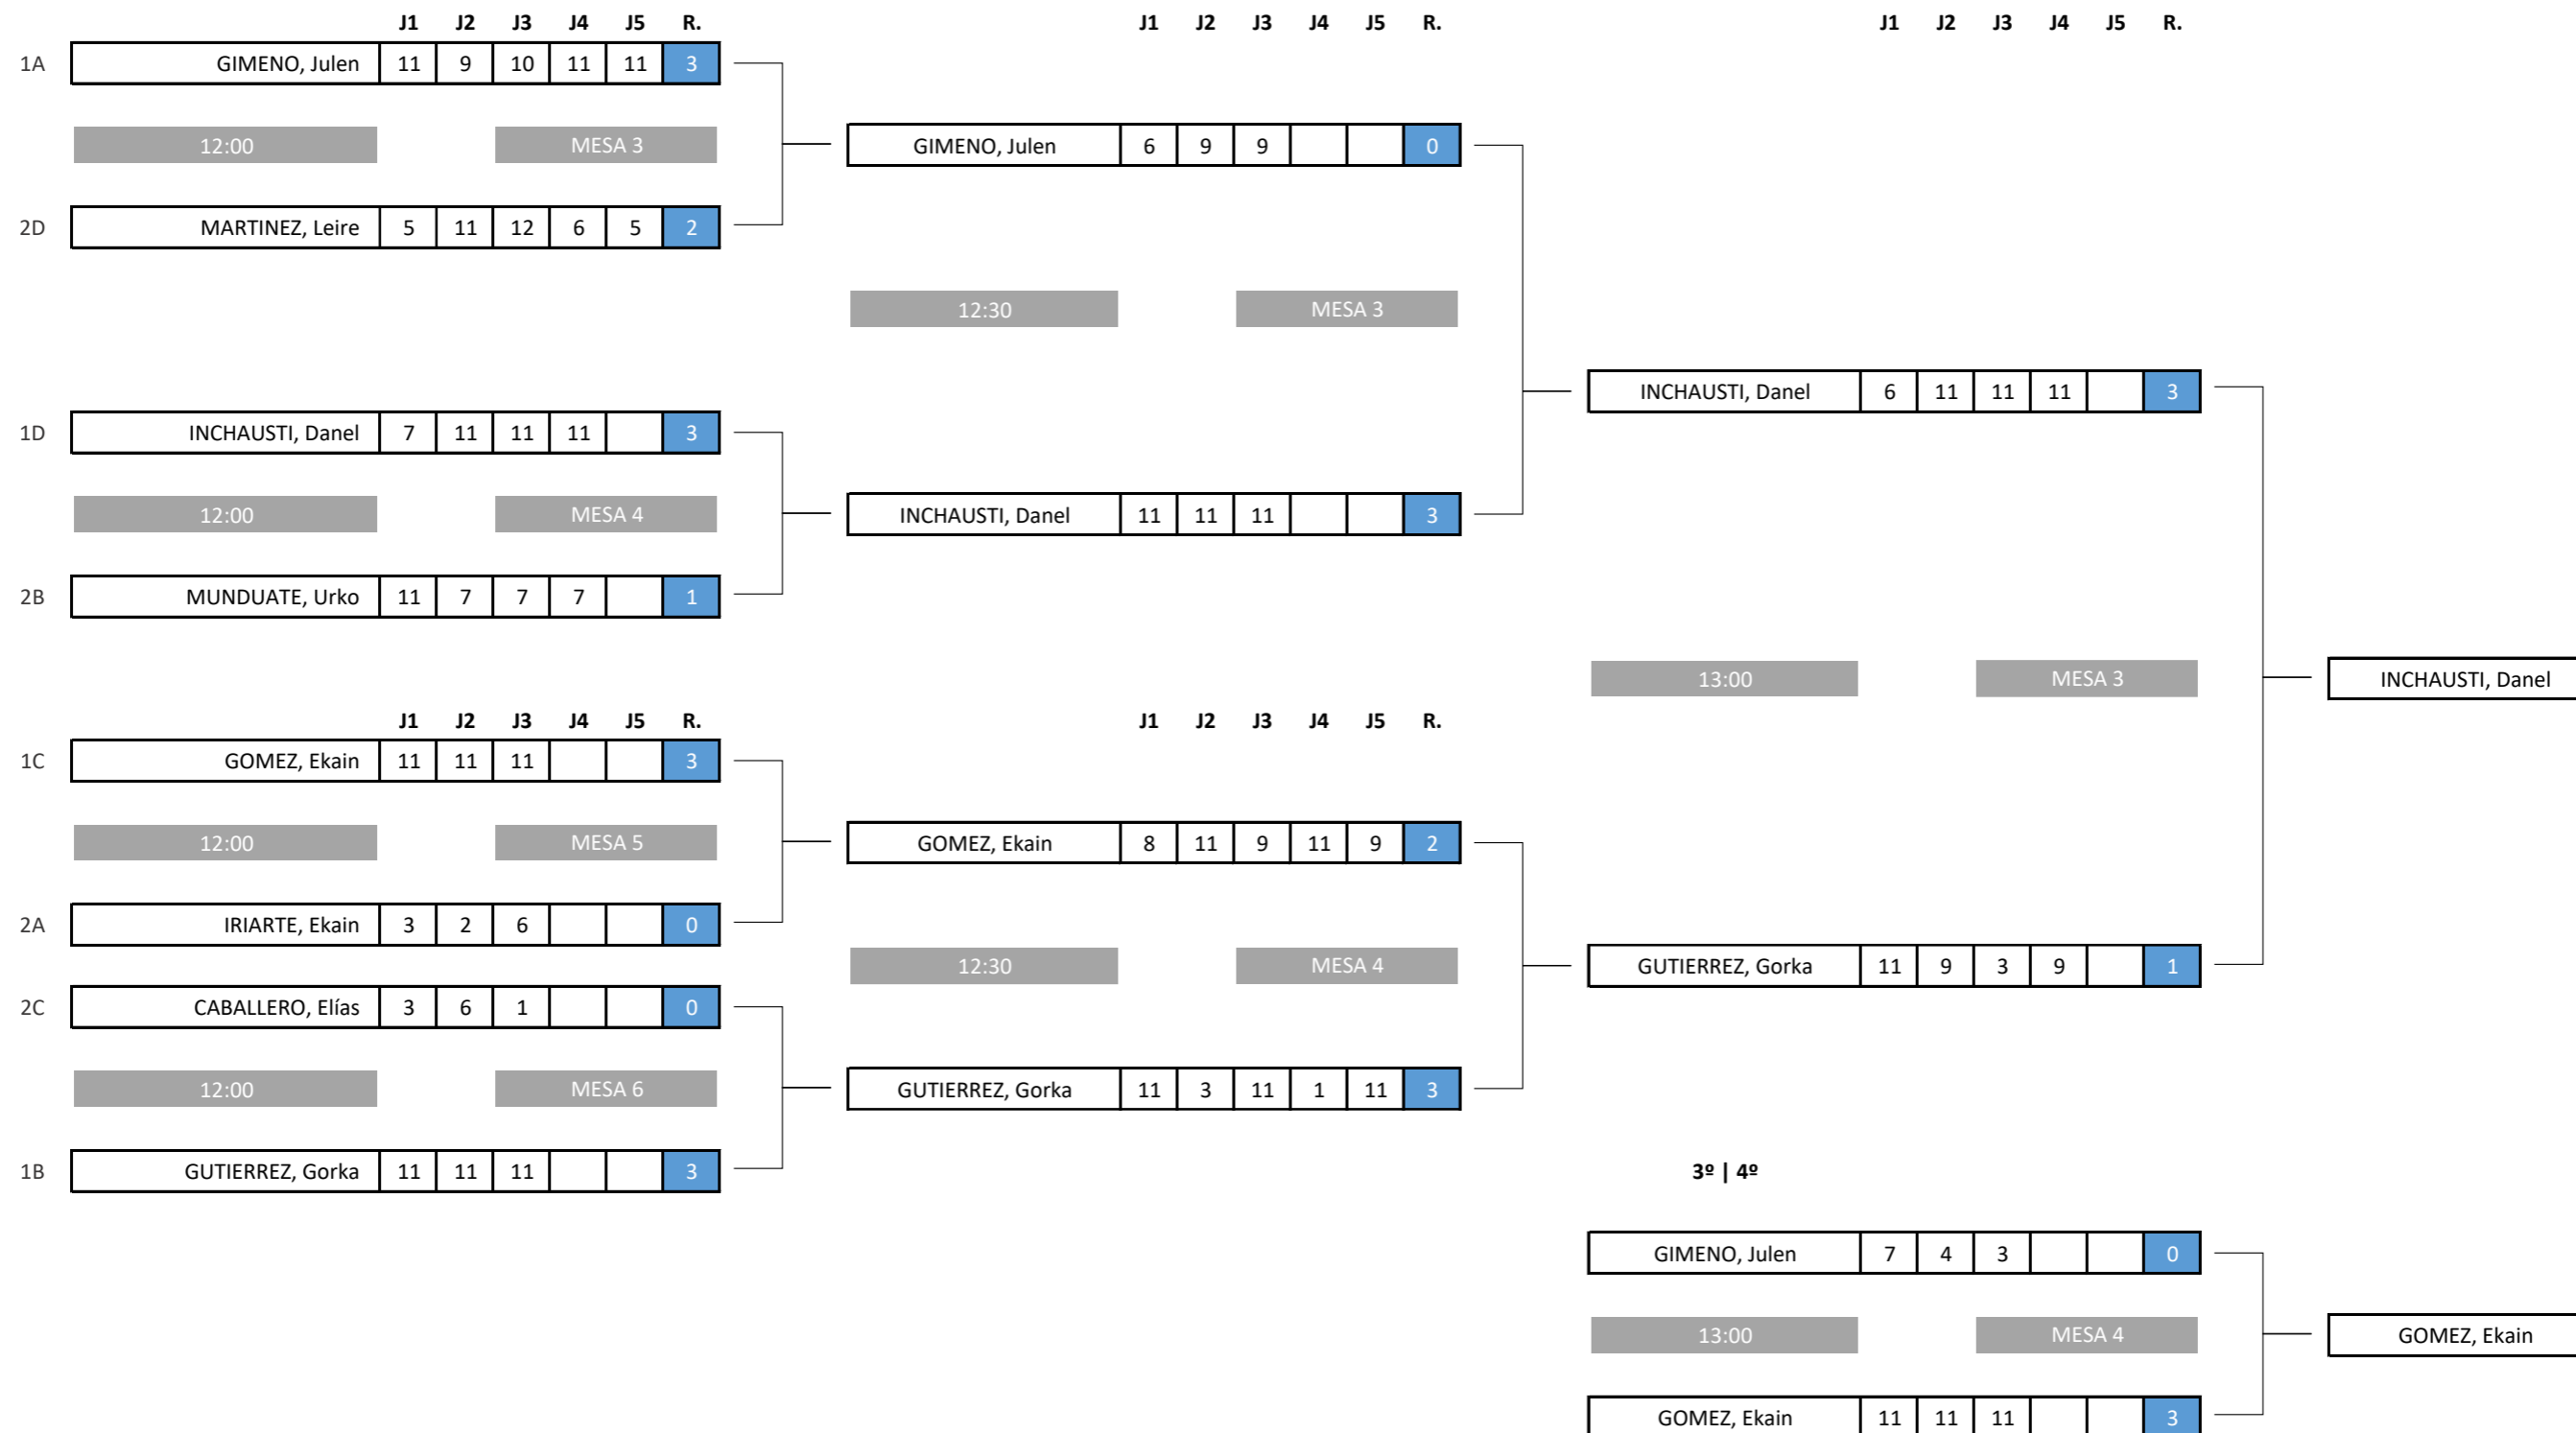 J1 J2 J3 J4 J5 R. J1 J2 J3 J4 J5 R. J1 J2 J3 J4 J5 R.
1A GIMENO, Julen 11 9 10 11 11 3
12:00 MESA 3 GIMENO, Julen 6 9 9 0
2D MARTINEZ, Leire 5 11 12 6 5 2
12:30 MESA 3
INCHAUSTI, Danel 6 11 11 11 3
1D INCHAUSTI, Danel 7 11 11 11 3
12:00 MESA 4 INCHAUSTI, Danel 11 11 11 3
2B MUNDUATE, Urko 11 7 7 7 1
13:00 MESA 3 INCHAUSTI, Danel
J1 J2 J3 J4 J5 R. J1 J2 J3 J4 J5 R.
1C GOMEZ, Ekain 11 11 11 3
12:00 MESA 5 GOMEZ, Ekain 8 11 9 11 9 2
2A IRIARTE, Ekain 3 2 6 0
12:30 MESA 4 GUTIERREZ, Gorka 11 9 3 9 1
2C CABALLERO, Elías 3 6 1 0
12:00 MESA 6 GUTIERREZ, Gorka 11 3 11 1 11 3
1B GUTIERREZ, Gorka 11 11 11 3
3º | 4º
GIMENO, Julen 7 4 3 0
13:00 MESA 4 GOMEZ, Ekain
GOMEZ, Ekain 11 11 11 3